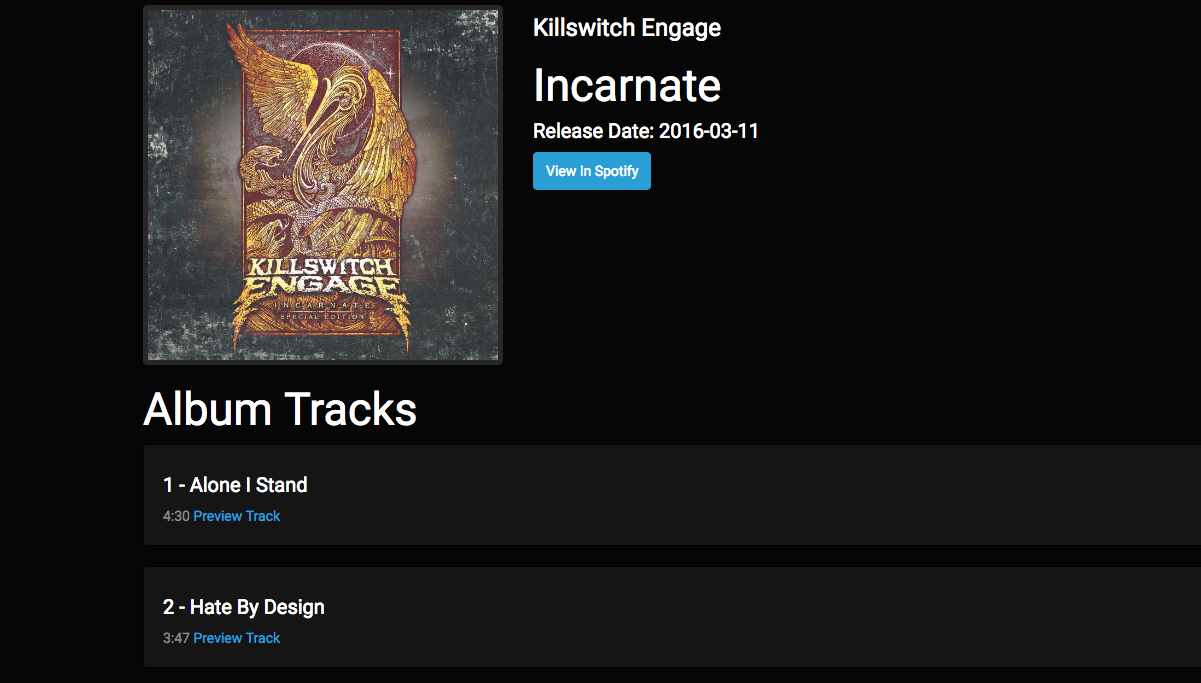 Killswitch Engage
Incarnate
Release Date: 2016-03-11
View In Spotify
KILLSWITCH
ENGAGE
INCARNATE
SPECIAL EDITION
Album Tracks
1 - Alone I Stand
4:30 Preview Track
2 - Hate By Design
3:47 Preview Track